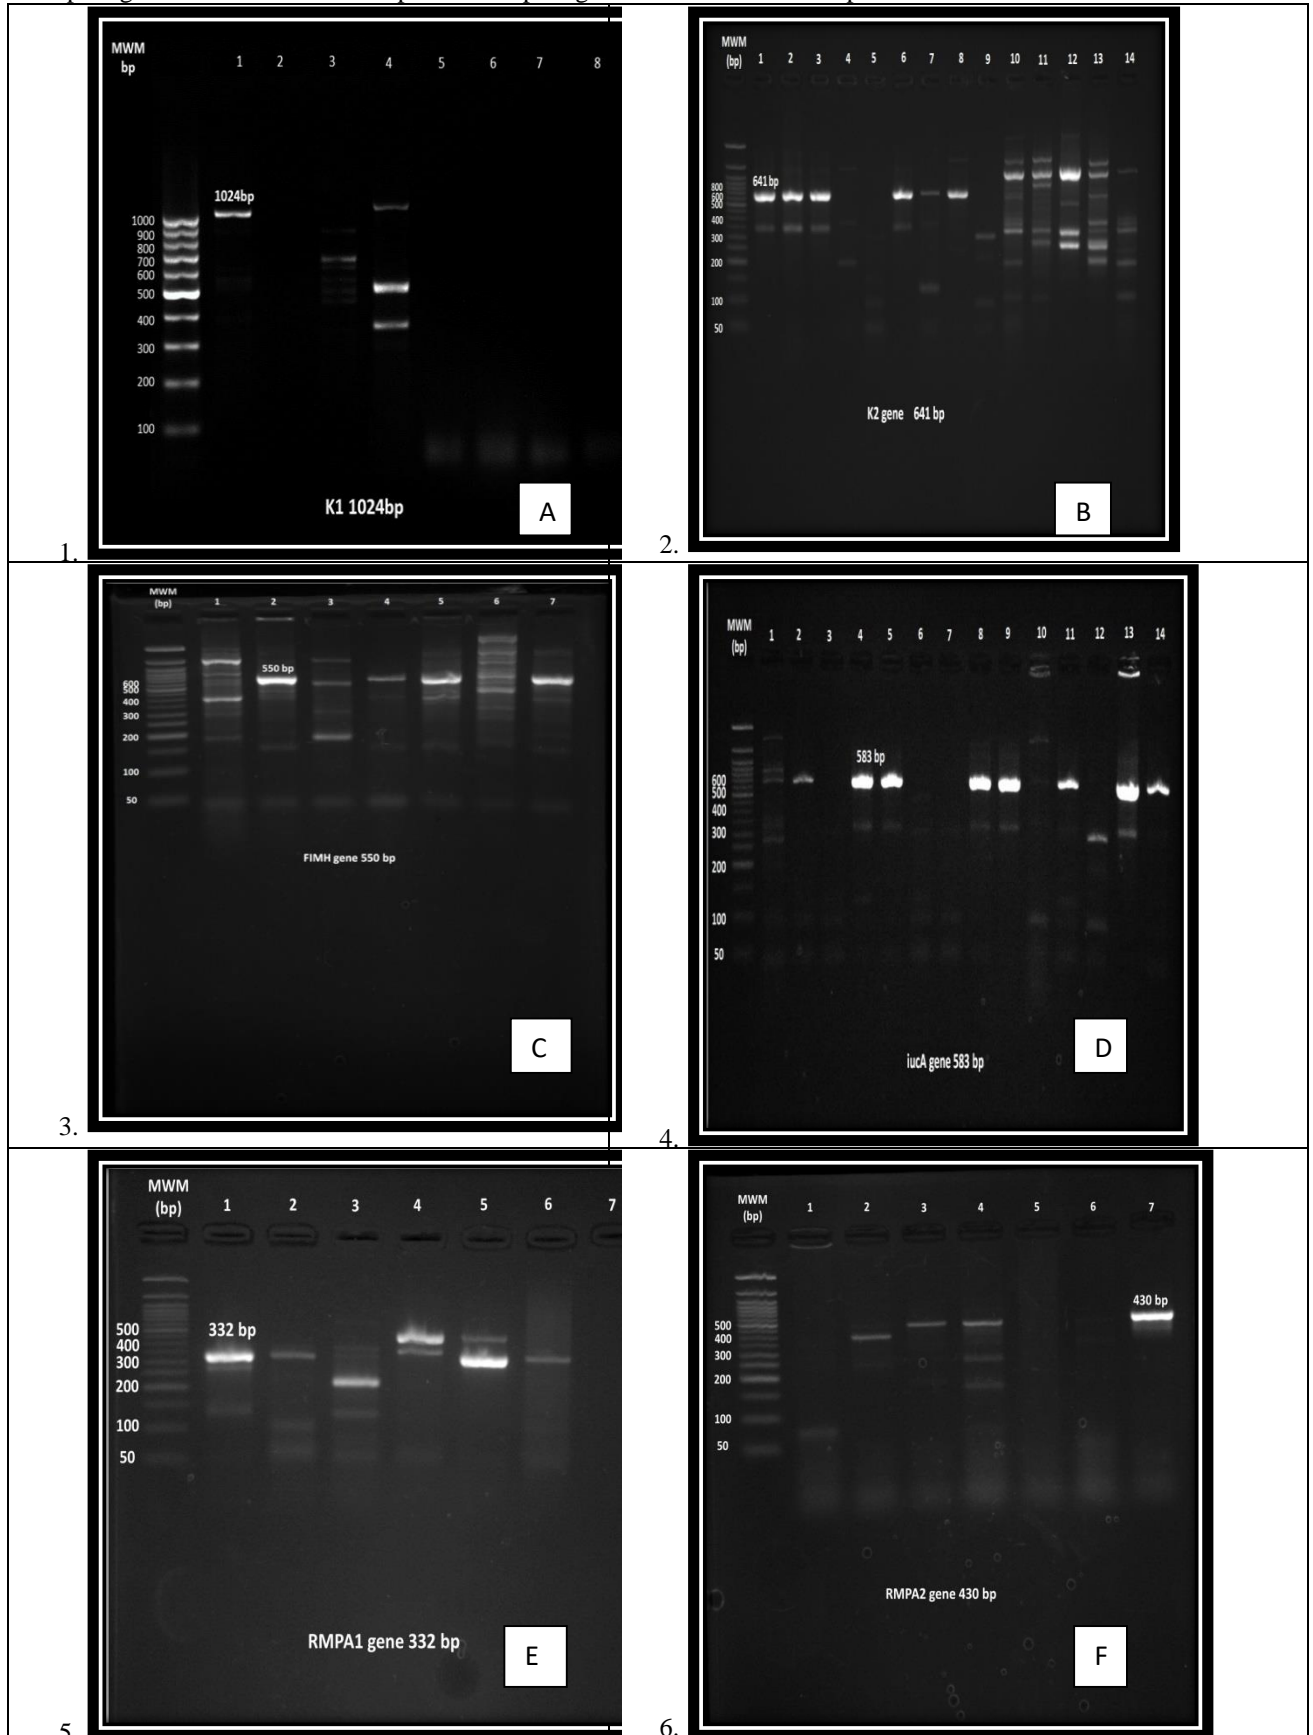 MWM
bp
1 2 3 4 5 6 7 8
1024bp
1000
900
800
700
600
500
400
300
200
100
K1 1024bp
A
1.
MWM
(bp)
1 2 3 4 5 6 7 8 9 10 11 12 13 14
641 bp
800
600
500
400
300
200
100
50
K2 gene 641 bp
B
2.
MWM
(bp)
1 2 3 4 5 6 7
550 bp
600
500
400
300
200
100
50
FIMH gene 550 bp
C
3.
MWM
(bp)
1 2 3 4 5 6 7 8 9 10 11 12 13 14
583 bp
600
500
400
300
200
100
50
iucA gene 583 bp
D
4.
MWM
(bp)
1 2 3 4 5 6 7
332 bp
500
400
300
200
100
50
RMPA1 gene 332 bp
E
5.
MWM
(bp)
1 2 3 4 5 6 7
430 bp
500
400
300
200
100
50
RMPA2 gene 430 bp
F
6.